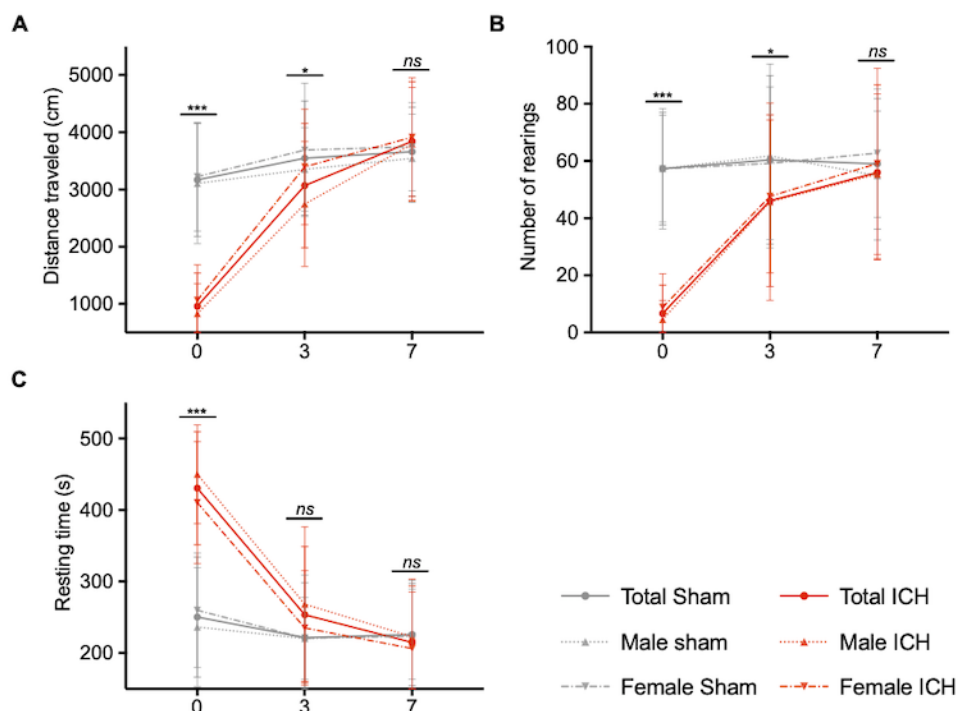 A
Distance traveled (cm)
5000
4000
3000
2000
1000
***
*
ns
0 3 7
B
Number of rearings
100
80
60
40
20
0
***
*
ns
0 3 7
C
Resting time (s)
500
400
300
200
***
ns
ns
0 3 7
Total Sham
Male sham
Female Sham
Total ICH
Male ICH
Female ICH